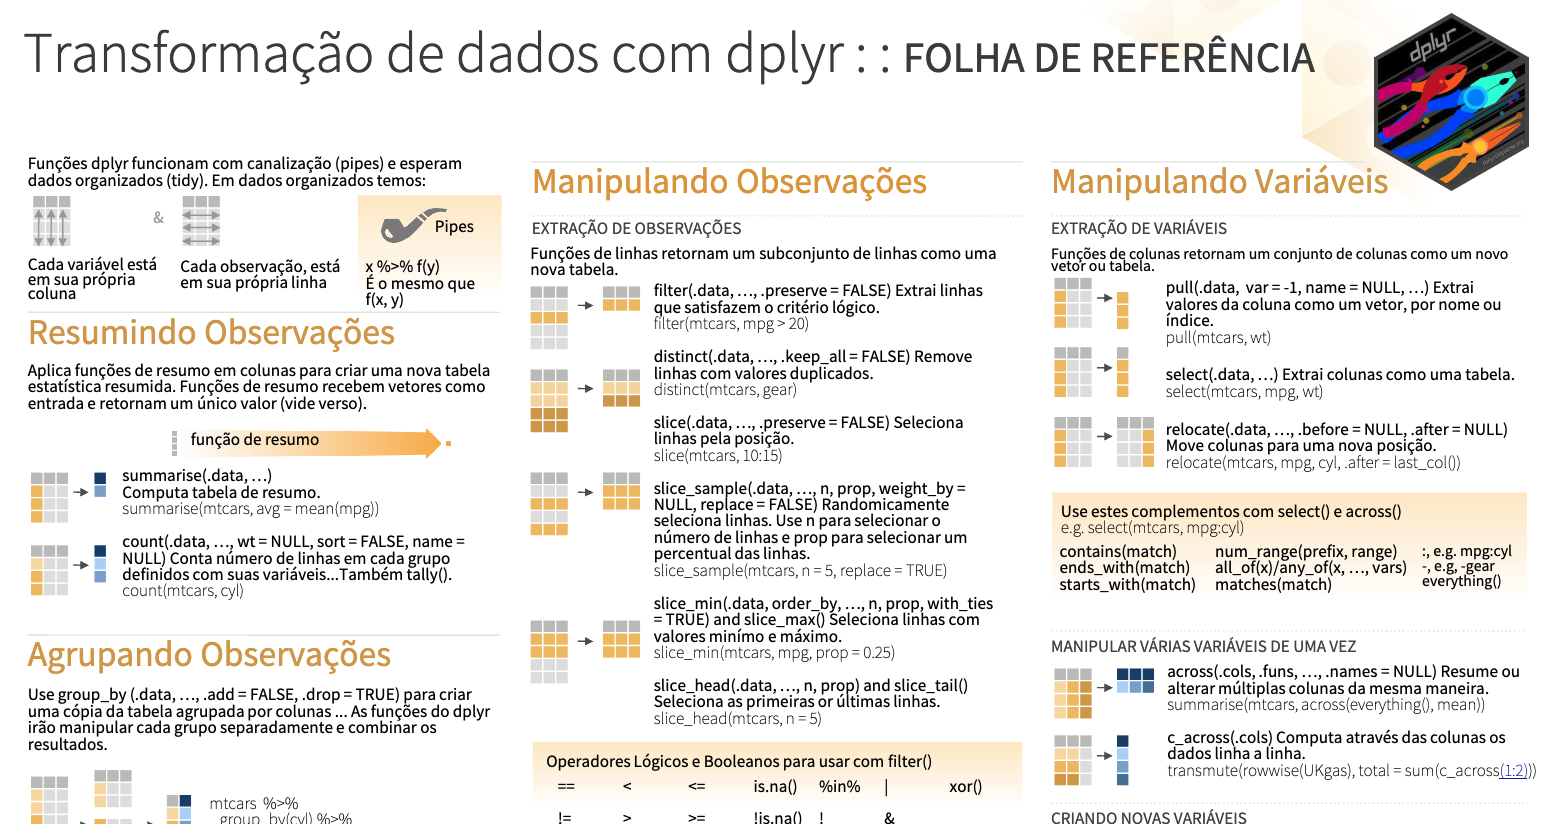 Transformação de dados com dplyr : : FOLHA DE REFERÊNCIA
dplyr
Funções dplyr funcionam com canalização (pipes) e esperam
dados organizados (tidy). Em dados organizados temos:
&
Pipes
Cada variável está
em sua própria
coluna
Cada observação, está
em sua própria linha
x %>% f(y)
É o mesmo que
f(x, y)
Resumindo Observações
Aplica funções de resumo em colunas para criar uma nova tabela
estatística resumida. Funções de resumo recebem vetores como
entrada e retornam um único valor (vide verso).
função de resumo
summarise(.data, …)
Computa tabela de resumo.
summarise(mtcars, avg = mean(mpg))
count(.data, …, wt = NULL, sort = FALSE, name =
NULL) Conta número de linhas em cada grupo
definidos com suas variáveis...Também tally().
count(mtcars, cyl)
Agrupando Observações
Use group_by (.data, …, .add = FALSE, .drop = TRUE) para criar
uma cópia da tabela agrupada por colunas ... As funções do dplyr
irão manipular cada grupo separadamente e combinar os
resultados.
mtcars %>%
group_by(cyl) %>%
Manipulando Observações
EXTRAÇÃO DE OBSERVAÇÕES
Funções de linhas retornam um subconjunto de linhas como uma
nova tabela.
filter(.data, …, .preserve = FALSE) Extrai linhas
que satisfazem o critério lógico.
filter(mtcars, mpg > 20)
distinct(.data, …, .keep_all = FALSE) Remove
linhas com valores duplicados.
distinct(mtcars, gear)
slice(.data, …, .preserve = FALSE) Seleciona
linhas pela posição.
slice(mtcars, 10:15)
slice_sample(.data, …, n, prop, weight_by =
NULL, replace = FALSE) Randomicamente
seleciona linhas. Use n para selecionar o
número de linhas e prop para selecionar um
percentual das linhas.
slice_sample(mtcars, n = 5, replace = TRUE)
slice_min(.data, order_by, …, n, prop, with_ties
= TRUE) and slice_max() Seleciona linhas com
valores minímo e máximo.
slice_min(mtcars, mpg, prop = 0.25)
slice_head(.data, …, n, prop) and slice_tail()
Seleciona as primeiras or últimas linhas.
slice_head(mtcars, n = 5)
Operadores Lógicos e Booleanos para usar com filter()
== < <= is.na() %in% | xor()
!= > >= !is.na() ! &
Manipulando Variáveis
EXTRAÇÃO DE VARIÁVEIS
Funções de colunas retornam um conjunto de colunas como um novo
vetor ou tabela.
pull(.data, var = -1, name = NULL, …) Extrai
valores da coluna como um vetor, por nome ou
índice.
pull(mtcars, wt)
select(.data, …) Extrai colunas como uma tabela.
select(mtcars, mpg, wt)
relocate(.data, …, .before = NULL, .after = NULL)
Move colunas para uma nova posição.
relocate(mtcars, mpg, cyl, .after = last_col())
Use estes complementos com select() e across()
e.g. select(mtcars, mpg:cyl)
contains(match) num_range(prefix, range) :, e.g. mpg:cyl
ends_with(match) all_of(x)/any_of(x, …, vars) -, e.g, -gear
starts_with(match) matches(match) everything()
MANIPULAR VÁRIAS VARIÁVEIS DE UMA VEZ
across(.cols, .funs, …, .names = NULL) Resume ou
alterar múltiplas colunas da mesma maneira.
summarise(mtcars, across(everything(), mean))
c_across(.cols) Computa através das colunas os
dados linha a linha.
transmute(rowwise(UKgas), total = sum(c_across(1:2)))
CRIANDO NOVAS VARIÁVEIS